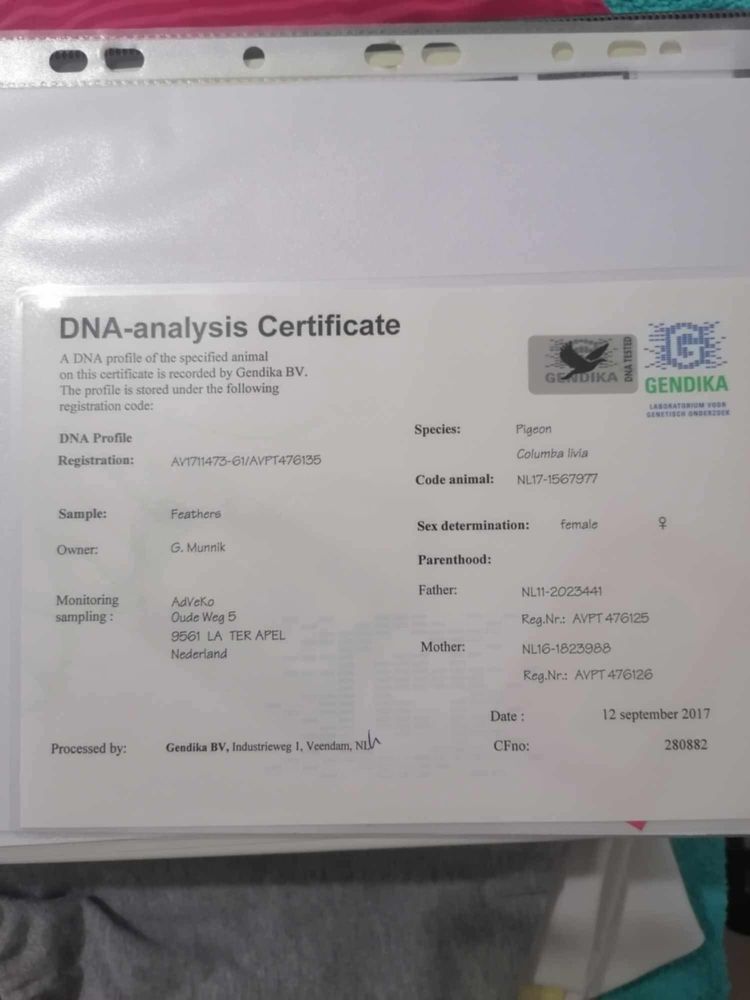 DNA-analysis Certificate
A DNA profile of the specified animal
on this certificate is recorded by Gendika BV.
The profile is stored under the following
registration code:
GENDIKA
DNA TESTED
GENDIKA
LABORATORIUM VOOR
GENETISCH ONDERZOEK
DNA Profile
Registration: AV1711473-61/AVPT476135
Sample: Feathers
Owner: G. Munnik
Monitoring AdVeKo
sampling : Oude Weg 5
9561 LA TER APEL
Nederland
Species: Pigeon
Columba livia
Code animal: NL17-1567977
Sex determination: female ♀
Parenthood:
Father: NL11-2023441
Reg.Nr.: AVPT 476125
Mother: NL16-1823988
Reg.Nr.: AVPT 476126
Date : 12 september 2017
Processed by: Gendika BV, Industrieweg 1, Veendam, NL
CFno: 280882